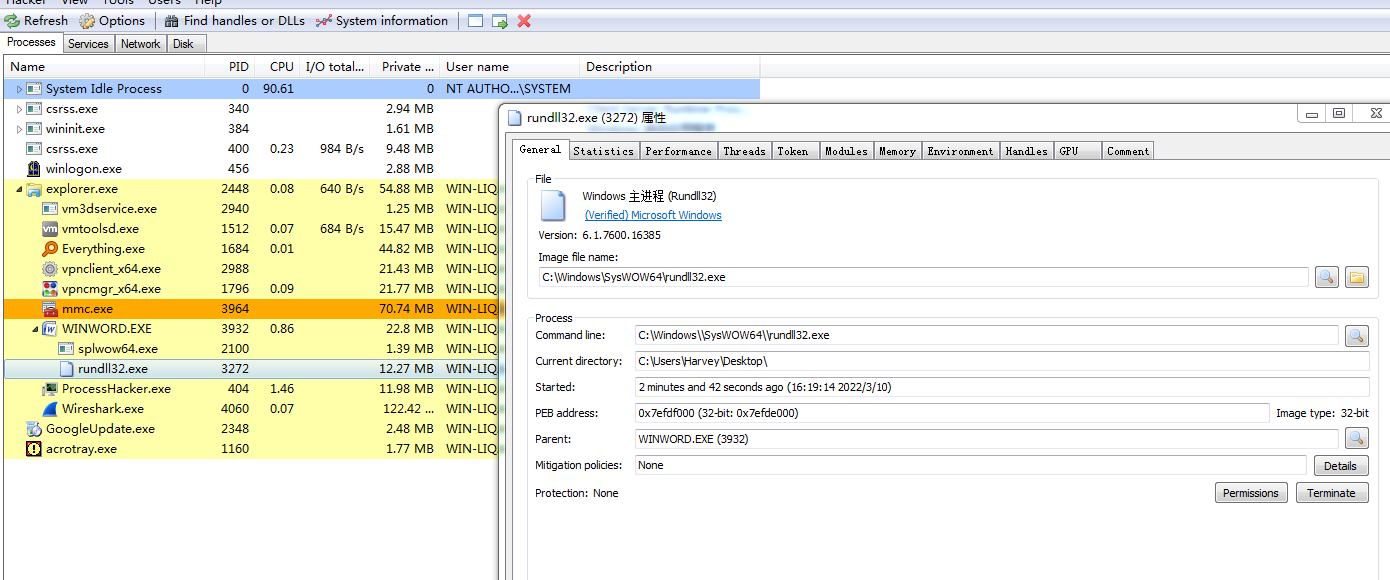 Hacker View Tools Users Help
Refresh Options Find handles or DLLs System information
Processes Services Network Disk
Name PID CPU I/O total... Private ... User name Description
System Idle Process 0 90.61 0 NT AUTHO...\SYSTEM
csrss.exe 340 2.94 MB
wininit.exe 384 1.61 MB
csrss.exe 400 0.23 984 B/s 9.48 MB
winlogon.exe 456 2.88 MB
explorer.exe 2448 0.08 640 B/s 54.88 MB WIN-LIQ
vm3dservice.exe 2940 1.25 MB WIN-LIQ
vmtoolsd.exe 1512 0.07 684 B/s 15.47 MB WIN-LIQ
Everything.exe 1684 0.01 44.82 MB WIN-LIQ
vpnclient_x64.exe 2988 21.43 MB WIN-LIQ
vpncmgr_x64.exe 1796 0.09 21.77 MB WIN-LIQ
mmc.exe 3964 70.74 MB WIN-LIQ
WINWORD.EXE 3932 0.86 22.8 MB WIN-LIQ
splwow64.exe 2100 1.39 MB WIN-LIQ
rundll32.exe 3272 12.27 MB WIN-LIQ
ProcessHacker.exe 404 1.46 11.98 MB WIN-LIQ
Wireshark.exe 4060 0.07 122.42 ... WIN-LIQ
GoogleUpdate.exe 2348 2.48 MB WIN-LIQ
acrotray.exe 1160 1.77 MB WIN-LIQ
rundll32.exe (3272) 属性
General Statistics Performance Threads Token Modules Memory Environment Handles GPU Comment
File
Windows 主进程 (Rundll32)
(Verified) Microsoft Windows
Version: 6.1.7600.16385
Image file name:
C:\Windows\SysWOW64\rundll32.exe
Process
Command line: C:\Windows\\SysWOW64\\rundll32.exe
Current directory: C:\Users\Harvey\Desktop\
Started: 2 minutes and 42 seconds ago (16:19:14 2022/3/10)
PEB address: 0x7efdf000 (32-bit: 0x7efde000) Image type: 32-bit
Parent: WINWORD.EXE (3932)
Mitigation policies: None Details
Protection: None Permissions Terminate